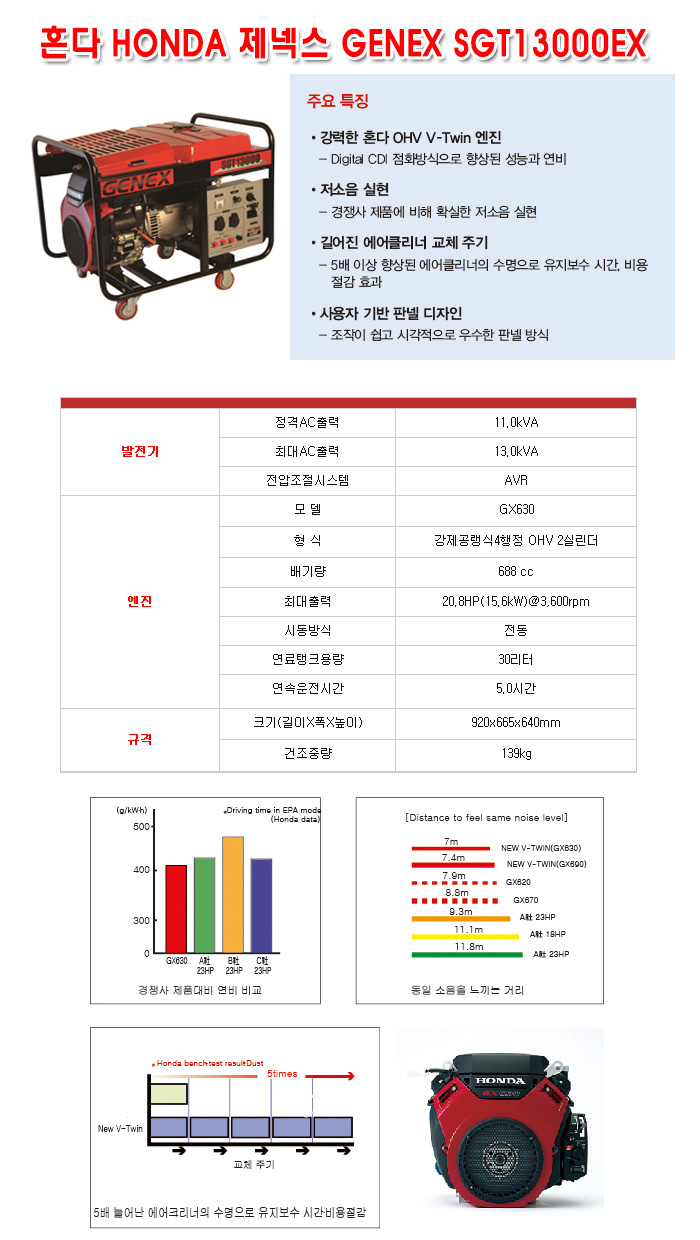 혼다 HONDA 제넥스 GENEX SGT13000EX
주요 특징
• 강력한 혼다 OHV V-Twin 엔진
– Digital CDI 점화방식으로 향상된 성능과 연비
• 저소음 실현
– 경쟁사 제품에 비해 확실한 저소음 실현
• 길어진 에어클리너 교체 주기
– 5배 이상 향상된 에어클리너의 수명으로 유지보수 시간, 비용
절감 효과
• 사용자 기반 판넬 디자인
– 조작이 쉽고 시각적으로 우수한 판넬 방식
SGT13000
GENEX
발전기
정격AC출력 11,0kVA
최대AC출력 13,0kVA
전압조절시스템 AVR
엔진
모 델 GX630
형 식 강제공랭식4행정 OHV 2실린더
배기량 688 cc
최대출력 20,8HP(15,6kW)@3,600rpm
시동방식 전동
연료탱크용량 30리터
연속운전시간 5,0시간
규격
크기(길이X폭X높이) 920x665x640mm
건조중량 139kg
(g/kW·h)
*Driving time in EPA mode
(Honda data)
500
400
300
0
GX630 A社 B社 C社
23HP 23HP 23HP
경쟁사 제품대비 연비 비교
[Distance to feel same noise level]
7m NEW V-TWIN(GX630)
7.4m NEW V-TWIN(GX690)
7.9m GX620
8.8m GX670
9.3m A社 23HP
11.1m A社 18HP
11.8m A社 23HP
동일 소음을 느끼는 거리
*Honda bench-test result:Dust
5times
New V-Twin
교체 주기
5배 늘어난 에어크리너의 수명으로 유지보수 시간·비용절감
HONDA